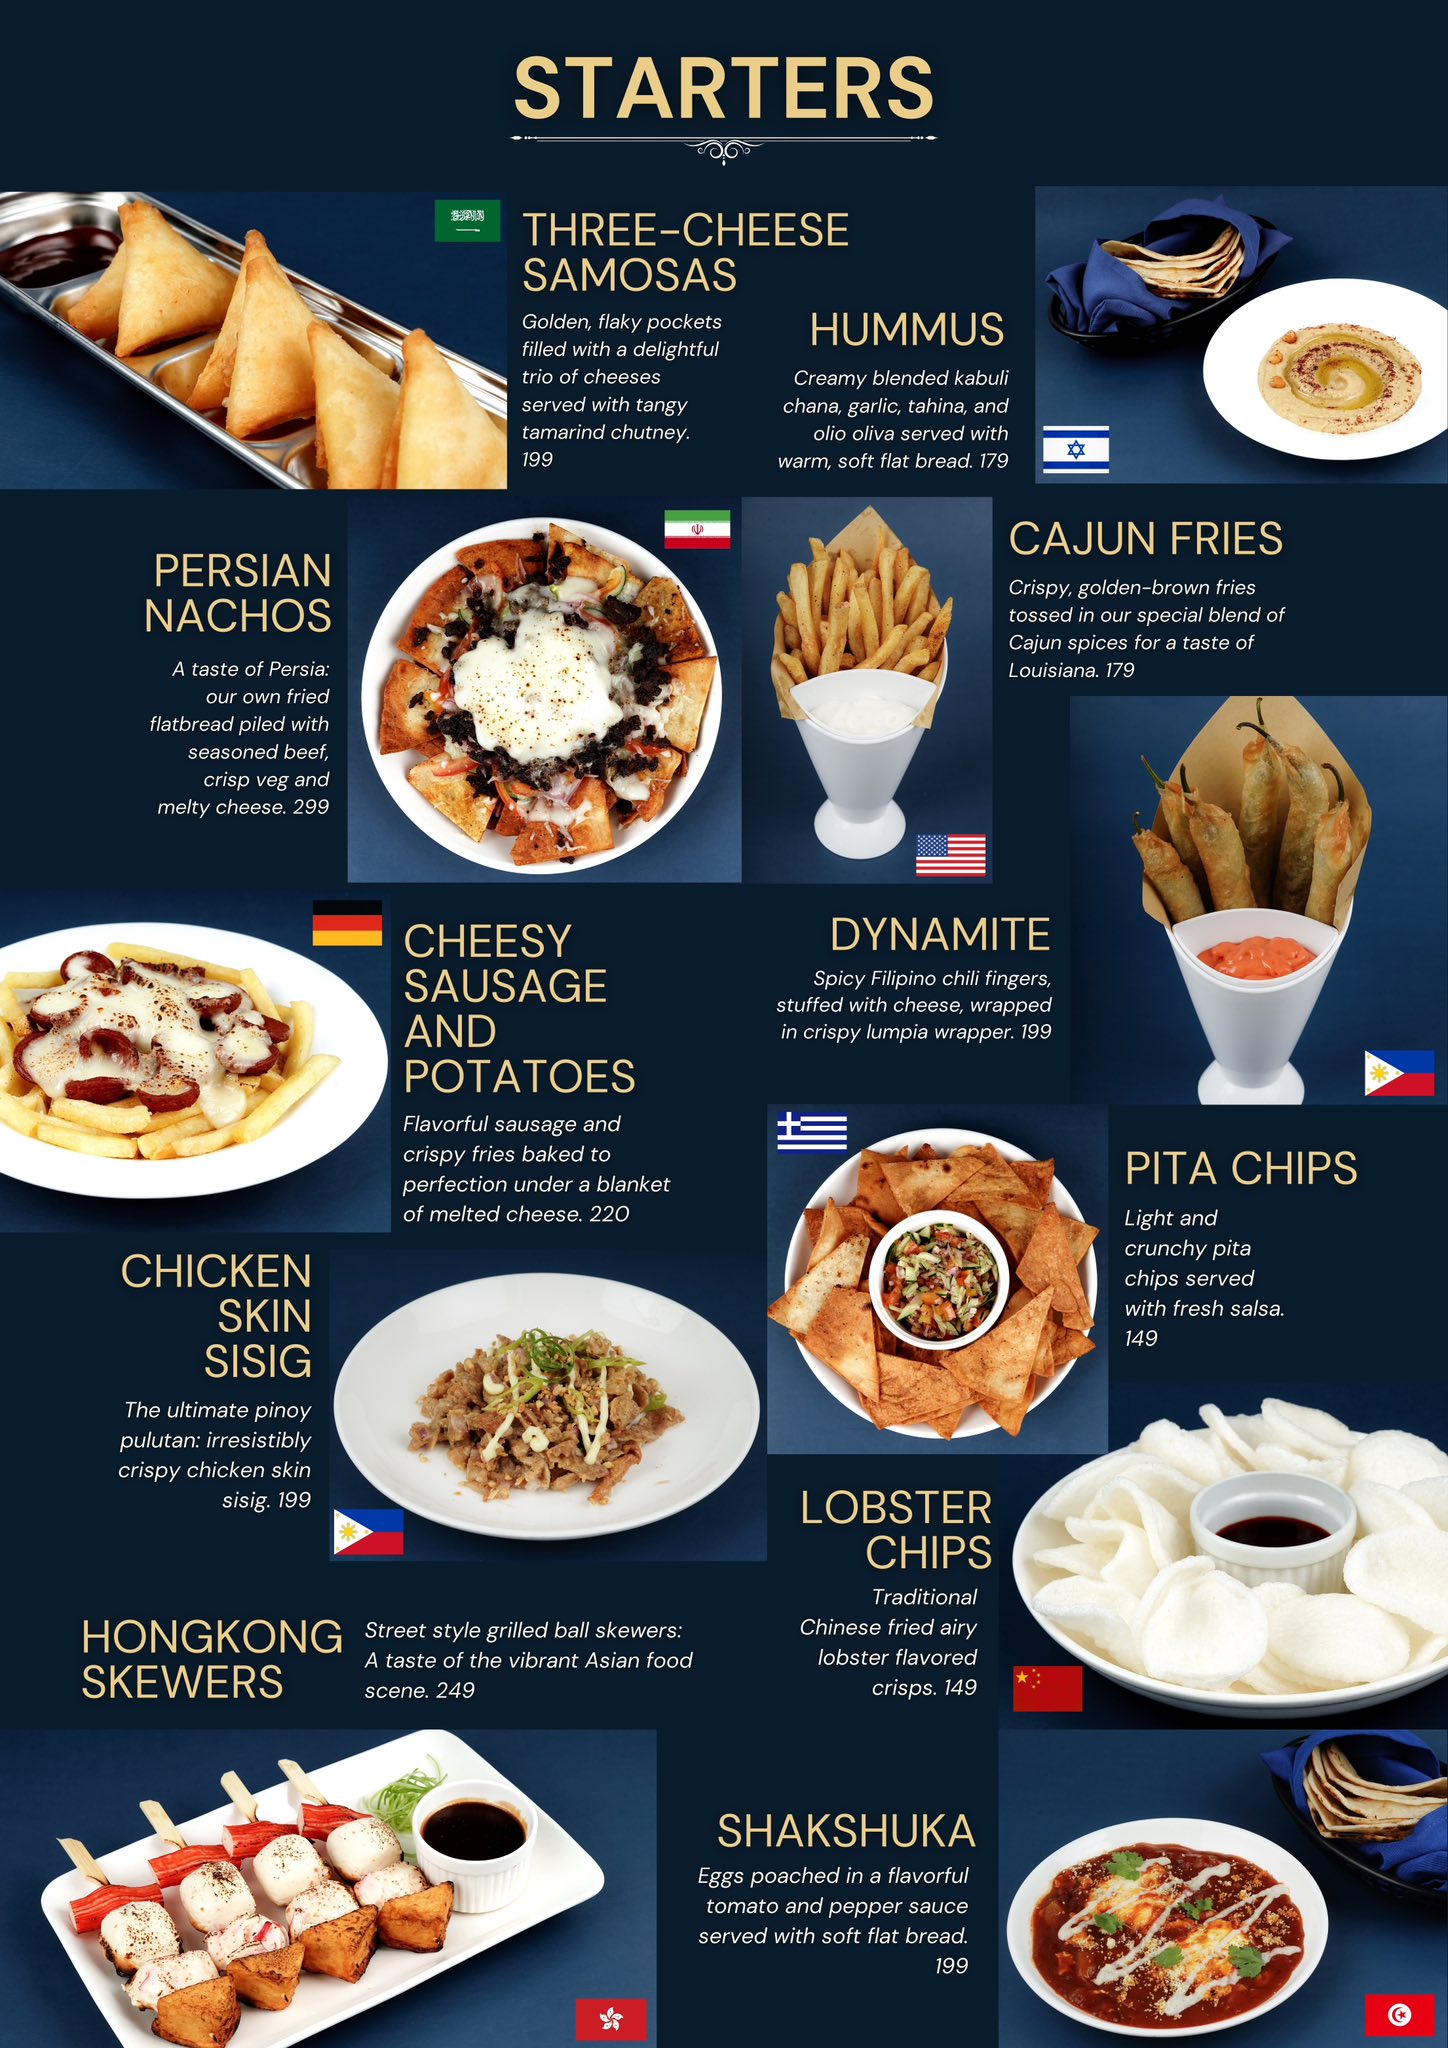 STARTERS
THREE-CHEESE
SAMOSAS
Golden, flaky pockets
filled with a delightful
trio of cheeses
served with tangy
tamarind chutney.
199
HUMMUS
Creamy blended kabuli
chana, garlic, tahina, and
olio oliva served with
warm, soft flat bread. 179
PERSIAN
NACHOS
A taste of Persia:
our own fried
flatbread piled with
seasoned beef,
crisp veg and
melty cheese. 299
CAJUN FRIES
Crispy, golden-brown fries
tossed in our special blend of
Cajun spices for a taste of
Louisiana. 179
CHEESY
SAUSAGE
AND
POTATOES
Flavorful sausage and
crispy fries baked to
perfection under a blanket
of melted cheese. 220
DYNAMITE
Spicy Filipino chili fingers,
stuffed with cheese, wrapped
in crispy lumpia wrapper. 199
PITA CHIPS
Light and
crunchy pita
chips served
with fresh salsa.
149
CHICKEN
SKIN
SISIG
The ultimate pinoy
pulutan: irresistibly
crispy chicken skin
sisig. 199
LOBSTER
CHIPS
Traditional
Chinese fried airy
lobster flavored
crisps. 149
HONGKONG
SKEWERS
Street style grilled ball skewers:
A taste of the vibrant Asian food
scene. 249
SHAKSHUKA
Eggs poached in a flavorful
tomato and pepper sauce
served with soft flat bread.
199